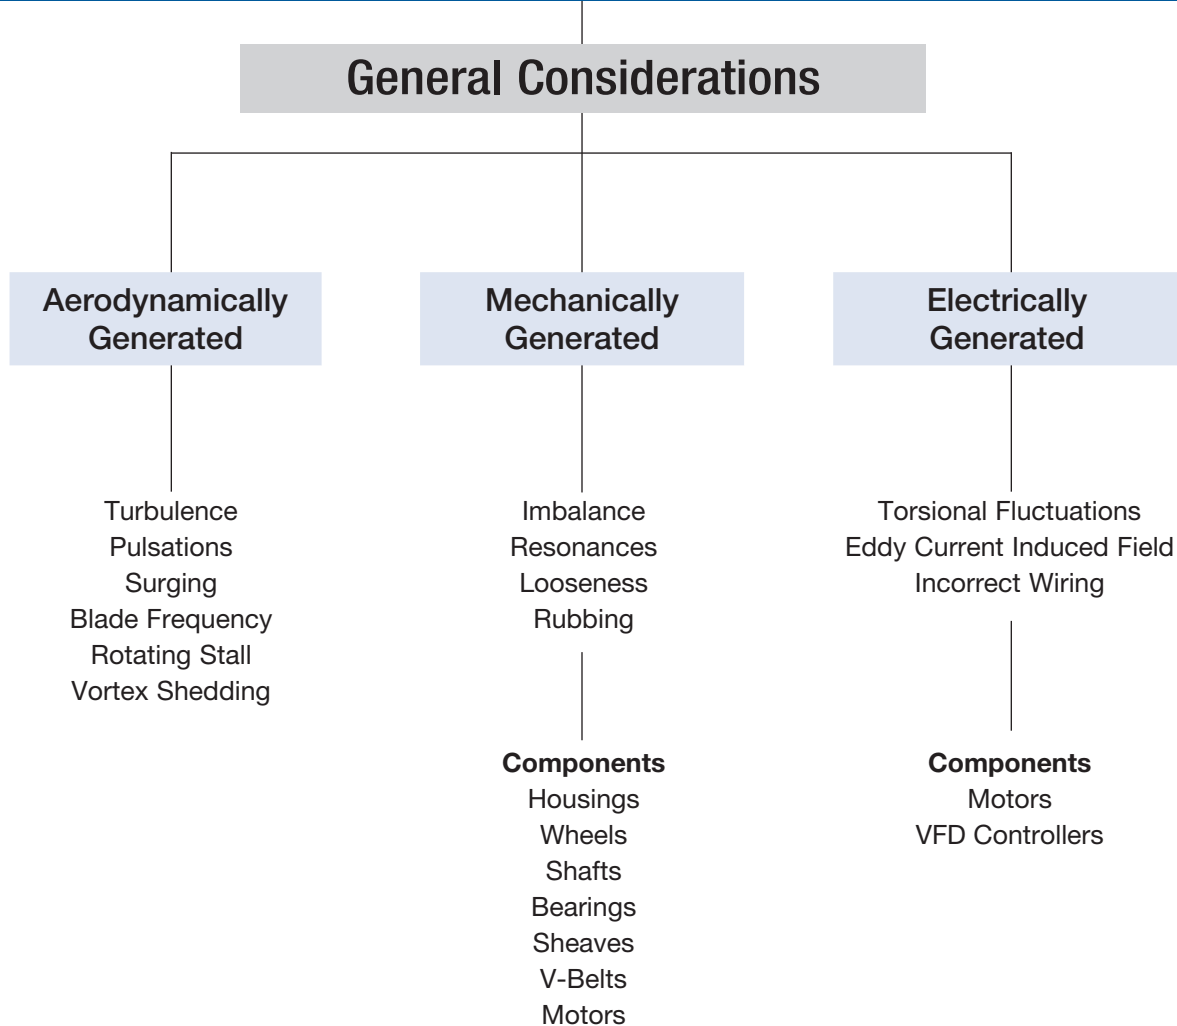 General Considerations
Aerodynamically
Generated
Turbulence
Pulsations
Surging
Blade Frequency
Rotating Stall
Vortex Shedding
Mechanically
Generated
Imbalance
Resonances
Looseness
Rubbing
Components
Housings
Wheels
Shafts
Bearings
Sheaves
V-Belts
Motors
Electrically
Generated
Torsional Fluctuations
Eddy Current Induced Field
Incorrect Wiring
Components
Motors
VFD Controllers